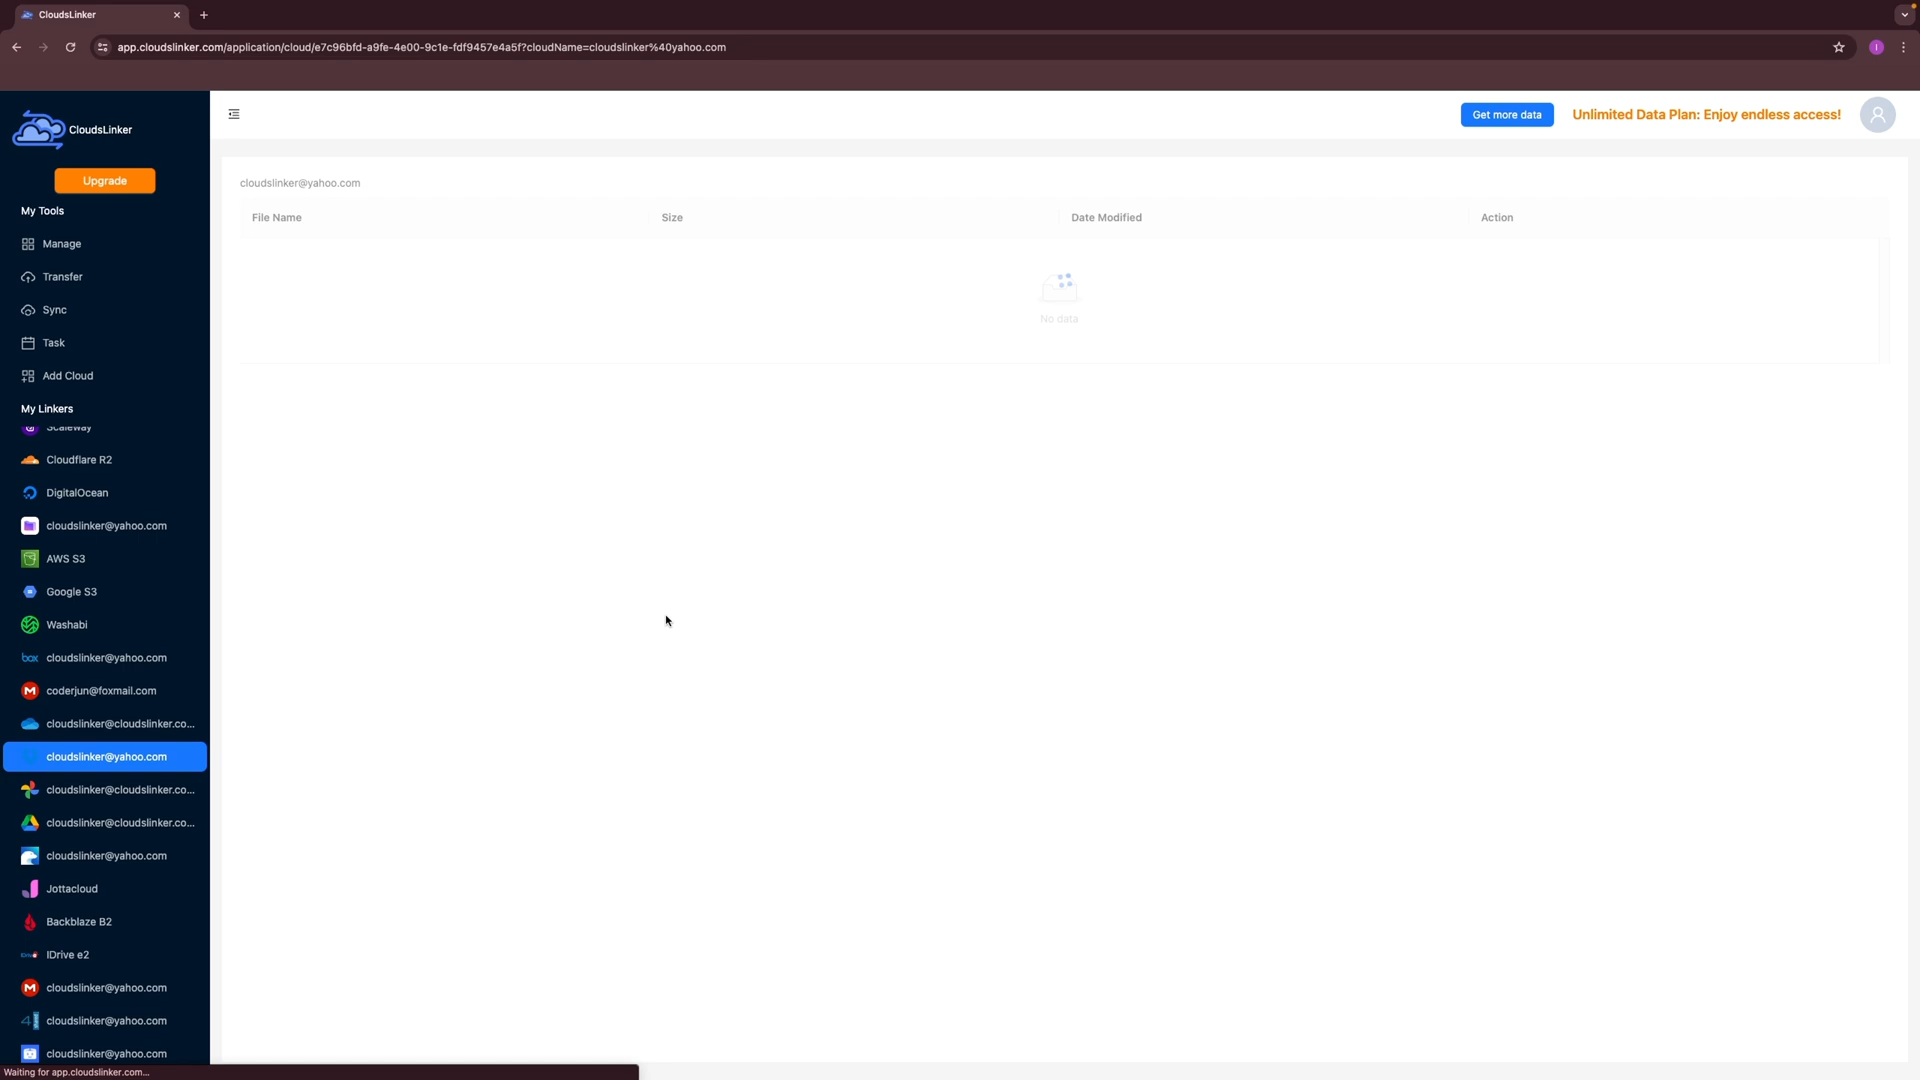 CloudsLinker
app.cloudslinker.com/application/cloud/e7c96bfd-a9fe-4e00-9c1e-fdf9457e4a5f?cloudName=cloudslinker%40yahoo.com
I
CloudsLinker
Get more data
Unlimited Data Plan: Enjoy endless access!
Upgrade
My Tools
Manage
Transfer
Sync
Task
Add Cloud
My Linkers
Scaleway
Cloudflare R2
DigitalOcean
cloudslinker@yahoo.com
AWS S3
Google S3
Washabi
box cloudslinker@yahoo.com
coderjun@foxmail.com
cloudslinker@cloudslinker.co...
cloudslinker@yahoo.com
cloudslinker@cloudslinker.co...
cloudslinker@cloudslinker.co...
cloudslinker@yahoo.com
Jottacloud
Backblaze B2
IDrive e2
cloudslinker@yahoo.com
cloudslinker@yahoo.com
cloudslinker@yahoo.com
Waiting for app.cloudslinker.com...
cloudslinker@yahoo.com
File Name Size Date Modified Action
No data